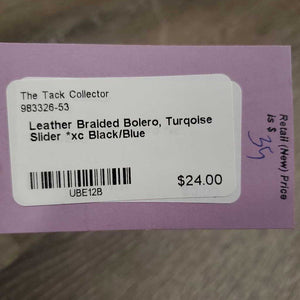 The Tack Collector
983326-53
Leather Braided Bolero, Turqoise
Slider *xc Black/Blue
UBE12B
$24.00
Retail (New) Price
is $ 39